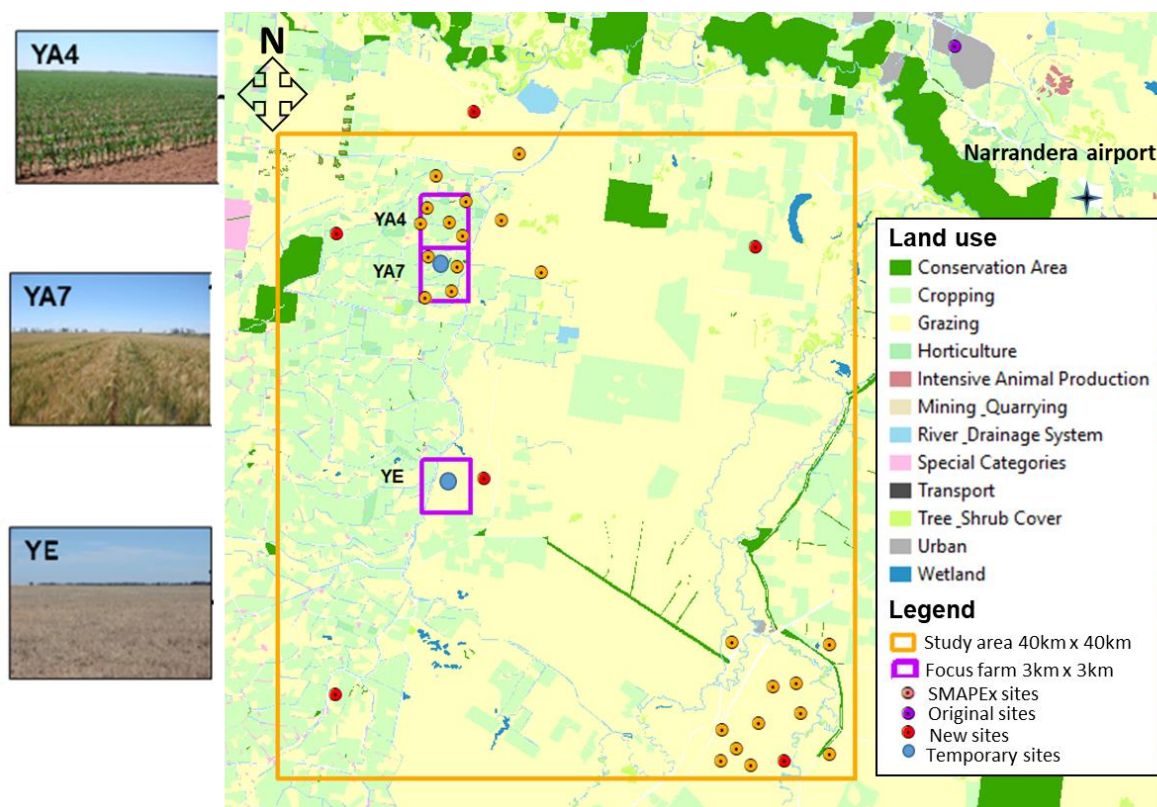 YA4
N
Narrandera airport
YA4
YA7
YA7
YE
YE
Land use
Conservation Area
Cropping
Grazing
Horticulture
Intensive Animal Production
Mining _Quarrying
River _Drainage System
Special Categories
Transport
Tree _Shrub Cover
Urban
Wetland
Legend
Study area 40km x 40km
Focus farm 3km x 3km
SMAPEx sites
Original sites
New sites
Temporary sites